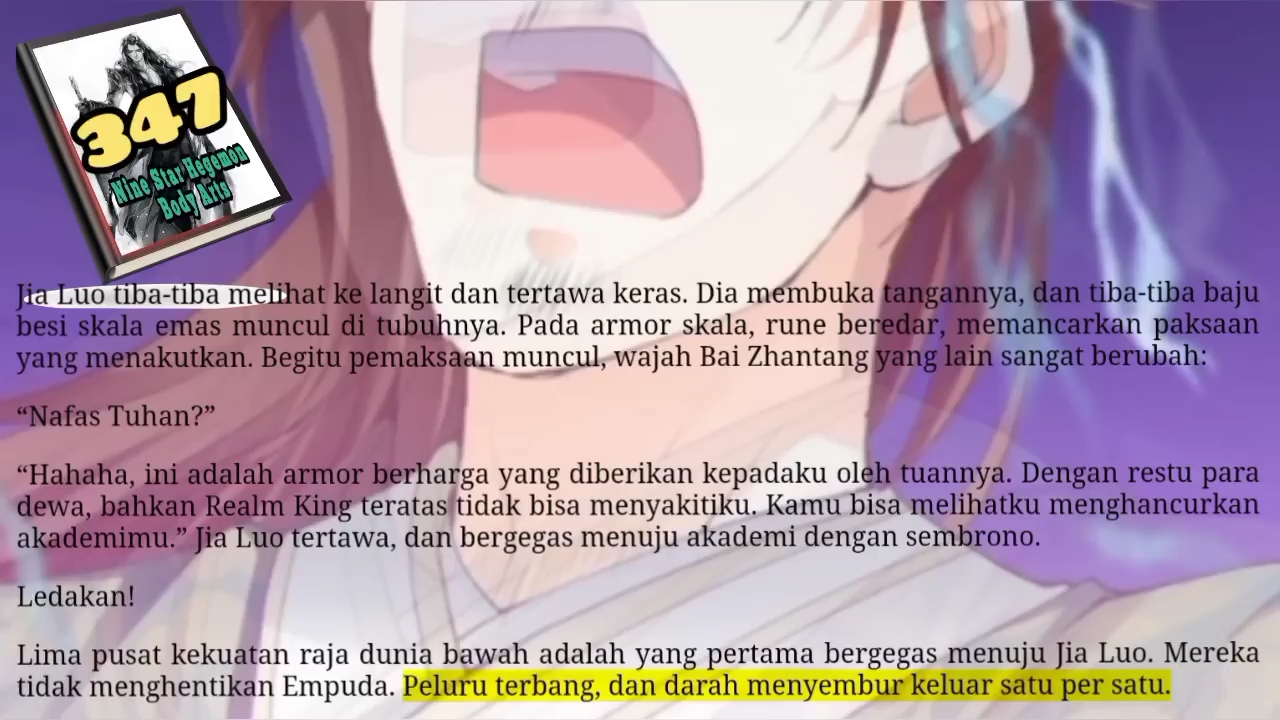 347
Nine Star Hegemon
Body Arts
Jia Luo tiba-tiba melihat ke langit dan tertawa keras. Dia membuka tangannya, dan tiba-tiba baju
besi skala emas muncul di tubuhnya. Pada armor skala, rune beredar, memancarkan paksaan
yang menakutkan. Begitu pemaksaan muncul, wajah Bai Zhantang yang lain sangat berubah:
“Nafas Tuhan?”
“Hahaha, ini adalah armor berharga yang diberikan kepadaku oleh tuannya. Dengan restu para
dewa, bahkan Realm King teratas tidak bisa menyakitiku. Kamu bisa melihatku menghancurkan
akademimu.” Jia Luo tertawa, dan bergegas menuju akademi dengan sembrono.
Ledakan!
Lima pusat kekuatan raja dunia bawah adalah yang pertama bergegas menuju Jia Luo. Mereka
tidak menghentikan Empuda. Peluru terbang, dan darah menyembur keluar satu per satu.